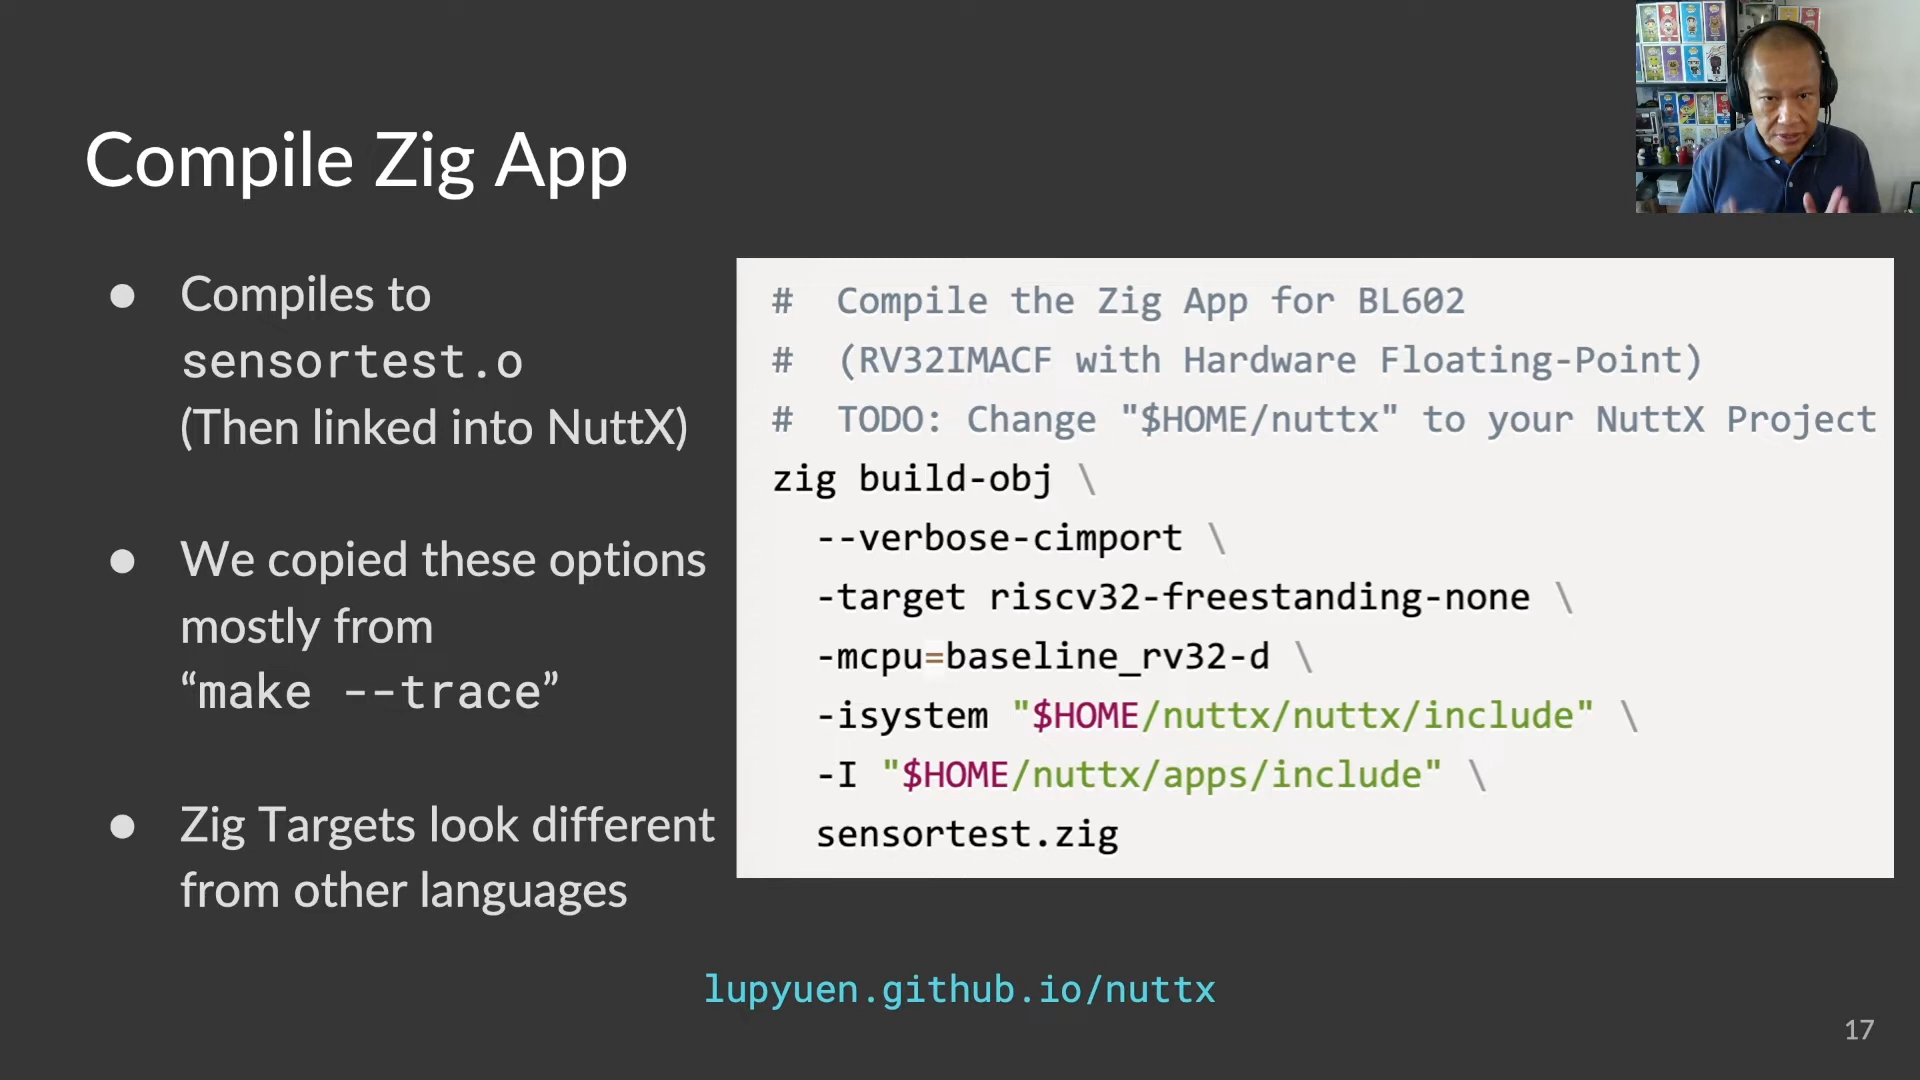 Compile Zig App
● Compiles to
sensortest.o
(Then linked into NuttX)
● We copied these options
mostly from
“make --trace”
● Zig Targets look different
from other languages
#  Compile the Zig App for BL602
#  (RV32IMACF with Hardware Floating-Point)
#  TODO: Change "$HOME/nuttx" to your NuttX Project
zig build-obj \
  --verbose-cimport \
  -target riscv32-freestanding-none \
  -mcpu=baseline_rv32-d \
  -isystem "$HOME/nuttx/nuttx/include" \
  -I "$HOME/nuttx/apps/include" \
  sensortest.zig
lupyuen.github.io/nuttx
17